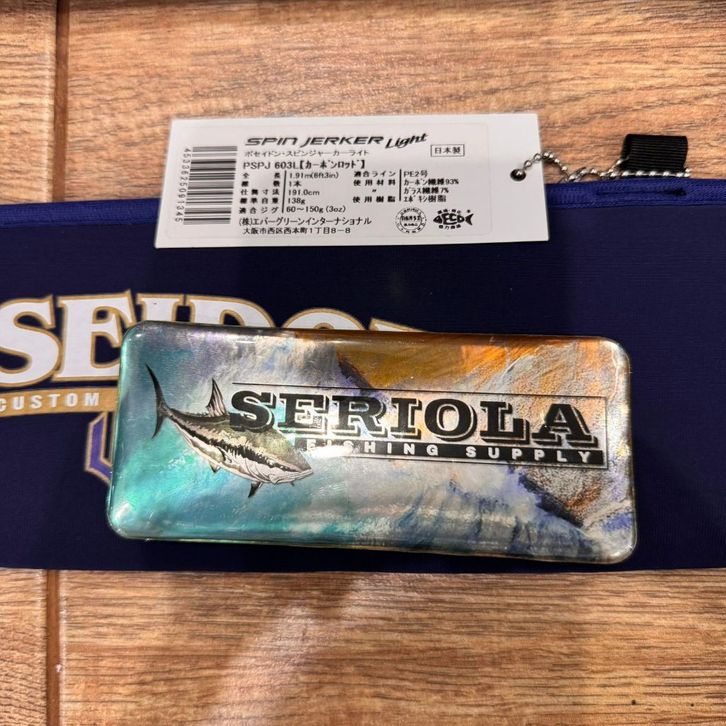 SPIN JERKER Light
ポセイドン・スピンジャーカーライト
日本製
PSPJ 603L【カーボンロッド】
全長 1.91m(6ft3in) 適合ライン PE2号
継数 1本 使用材料 カーボン繊維93%
仕舞寸法 191.0cm 〃 ガラス繊維7%
標準自重 138g 使用樹脂 エポキシ樹脂
適合ジグ 60〜150g (3oz)
(株)エバーグリーンインターナショナル
大阪市西区西本町1丁目8-8
4533625091345
ECO
SEIDO
CUSTOM
SERIOLA
FISHING SUPPLY